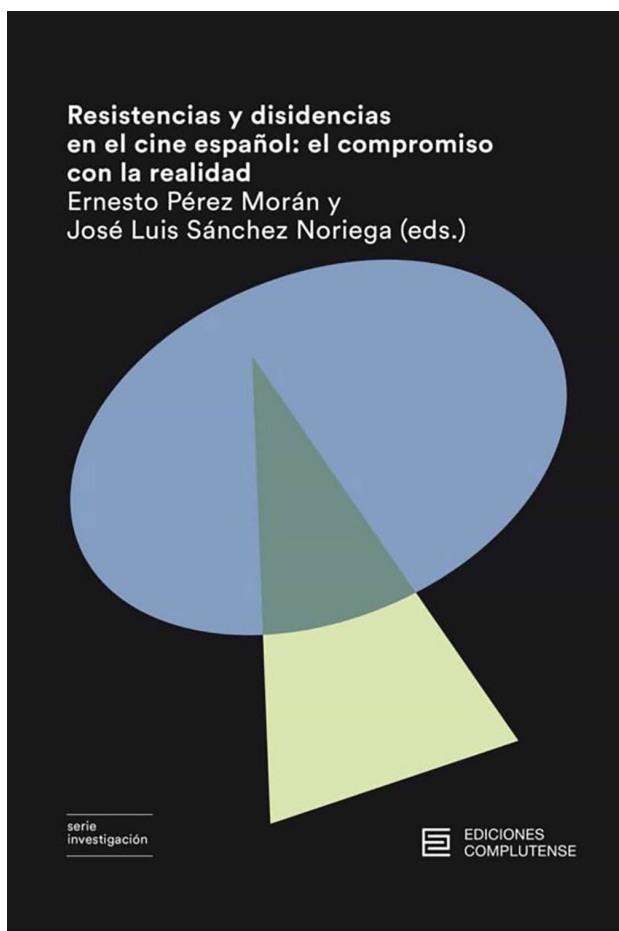 Resistencias y disidencias
en el cine español: el compromiso
con la realidad
Ernesto Pérez Morán y
José Luis Sánchez Noriega (eds.)
serie
investigación
EDICIONES
COMPLUTENSE